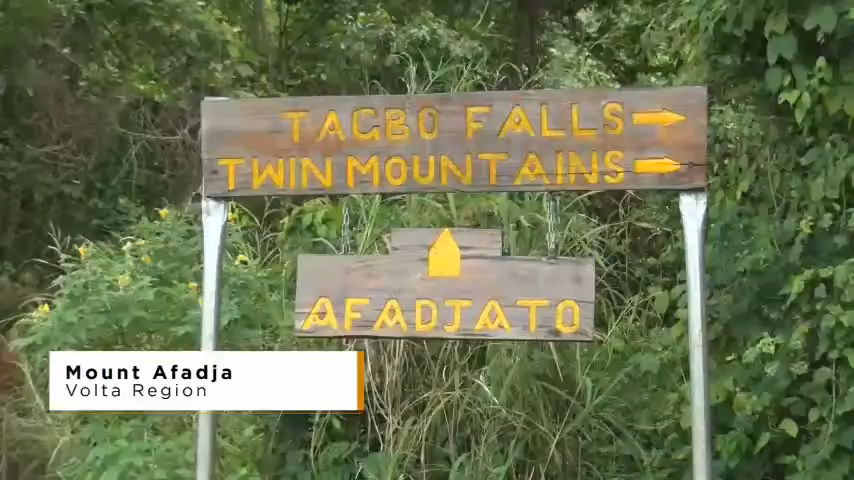 TAGBO FALLS
TWIN MOUNTAINS
AFADJATO
Mount Afadja
Volta Region